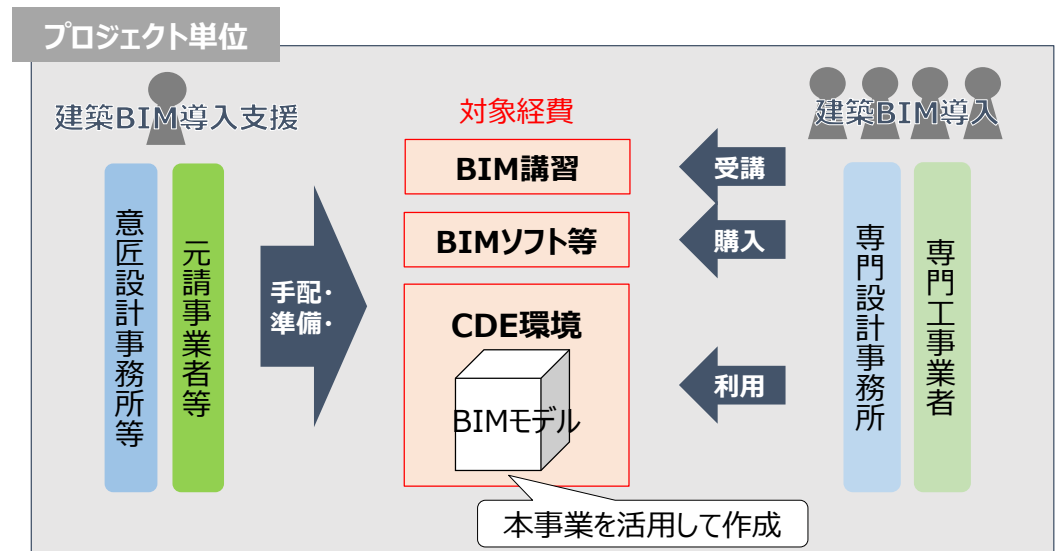 プロジェクト単位
建築BIM導入支援
意匠設計事務所等
元請事業者等
手配・
準備・
対象経費
BIM講習
BIMソフト等
CDE環境
BIMモデル
本事業を活用して作成
受講
購入
利用
建築BIM導入
専門設計事務所
専門工事業者